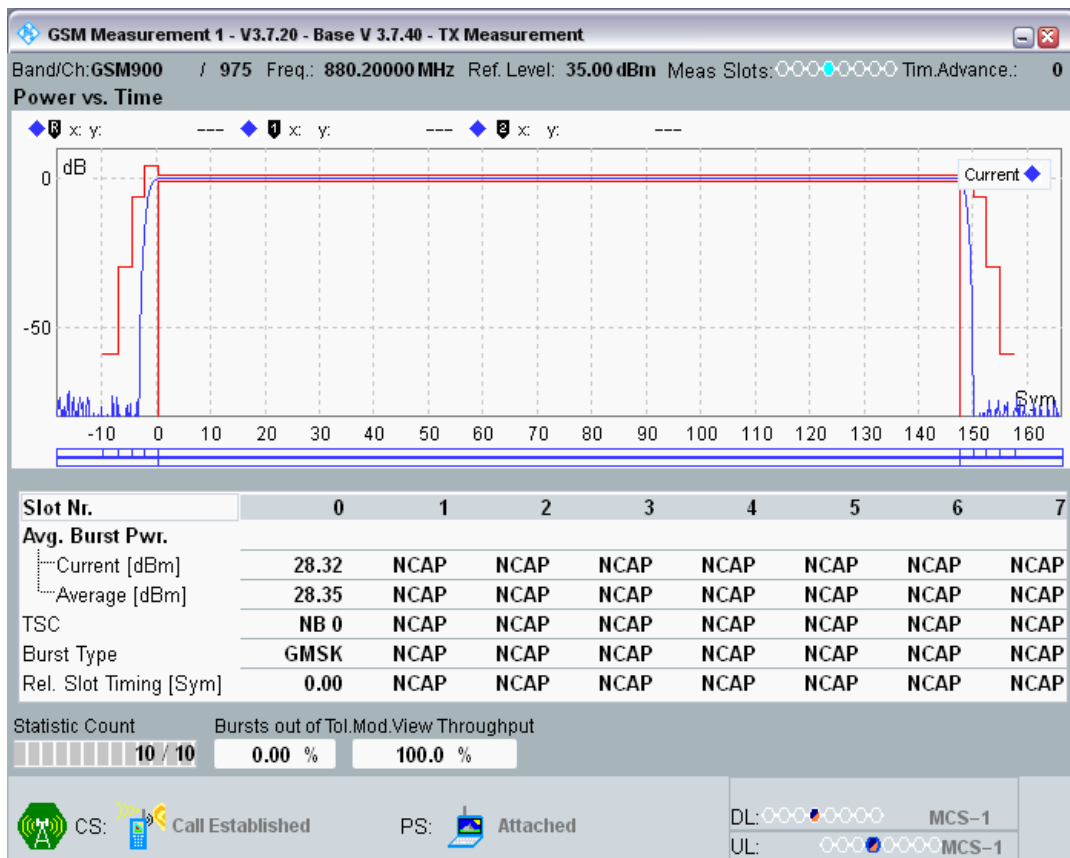 GSM Measurement 1 - V3.7.20 - Base V 3.7.40 - TX Measurement
Band/Ch:GSM900 / 975 Freq.: 880.20000 MHz Ref. Level: 35.00 dBm Meas Slots: Tim.Advance.: 0
Power vs. Time
R x: y: --- 1 x: y: --- 2 x: y: ---
dB
Current
0
-50
Sym
-10 0 10 20 30 40 50 60 70 80 90 100 110 120 130 140 150 160
Slot Nr. 0 1 2 3 4 5 6 7
Avg. Burst Pwr.
Current [dBm] 28.32 NCAP NCAP NCAP NCAP NCAP NCAP NCAP
Average [dBm] 28.35 NCAP NCAP NCAP NCAP NCAP NCAP NCAP
TSC NB 0 NCAP NCAP NCAP NCAP NCAP NCAP NCAP
Burst Type GMSK NCAP NCAP NCAP NCAP NCAP NCAP NCAP
Rel. Slot Timing [Sym] 0.00 NCAP NCAP NCAP NCAP NCAP NCAP NCAP
Statistic Count Bursts out of Tol.Mod.View Throughput
10 / 10 0.00 % 100.0 %
CS: Call Established PS: Attached
DL: MCS-1
UL: MCS-1